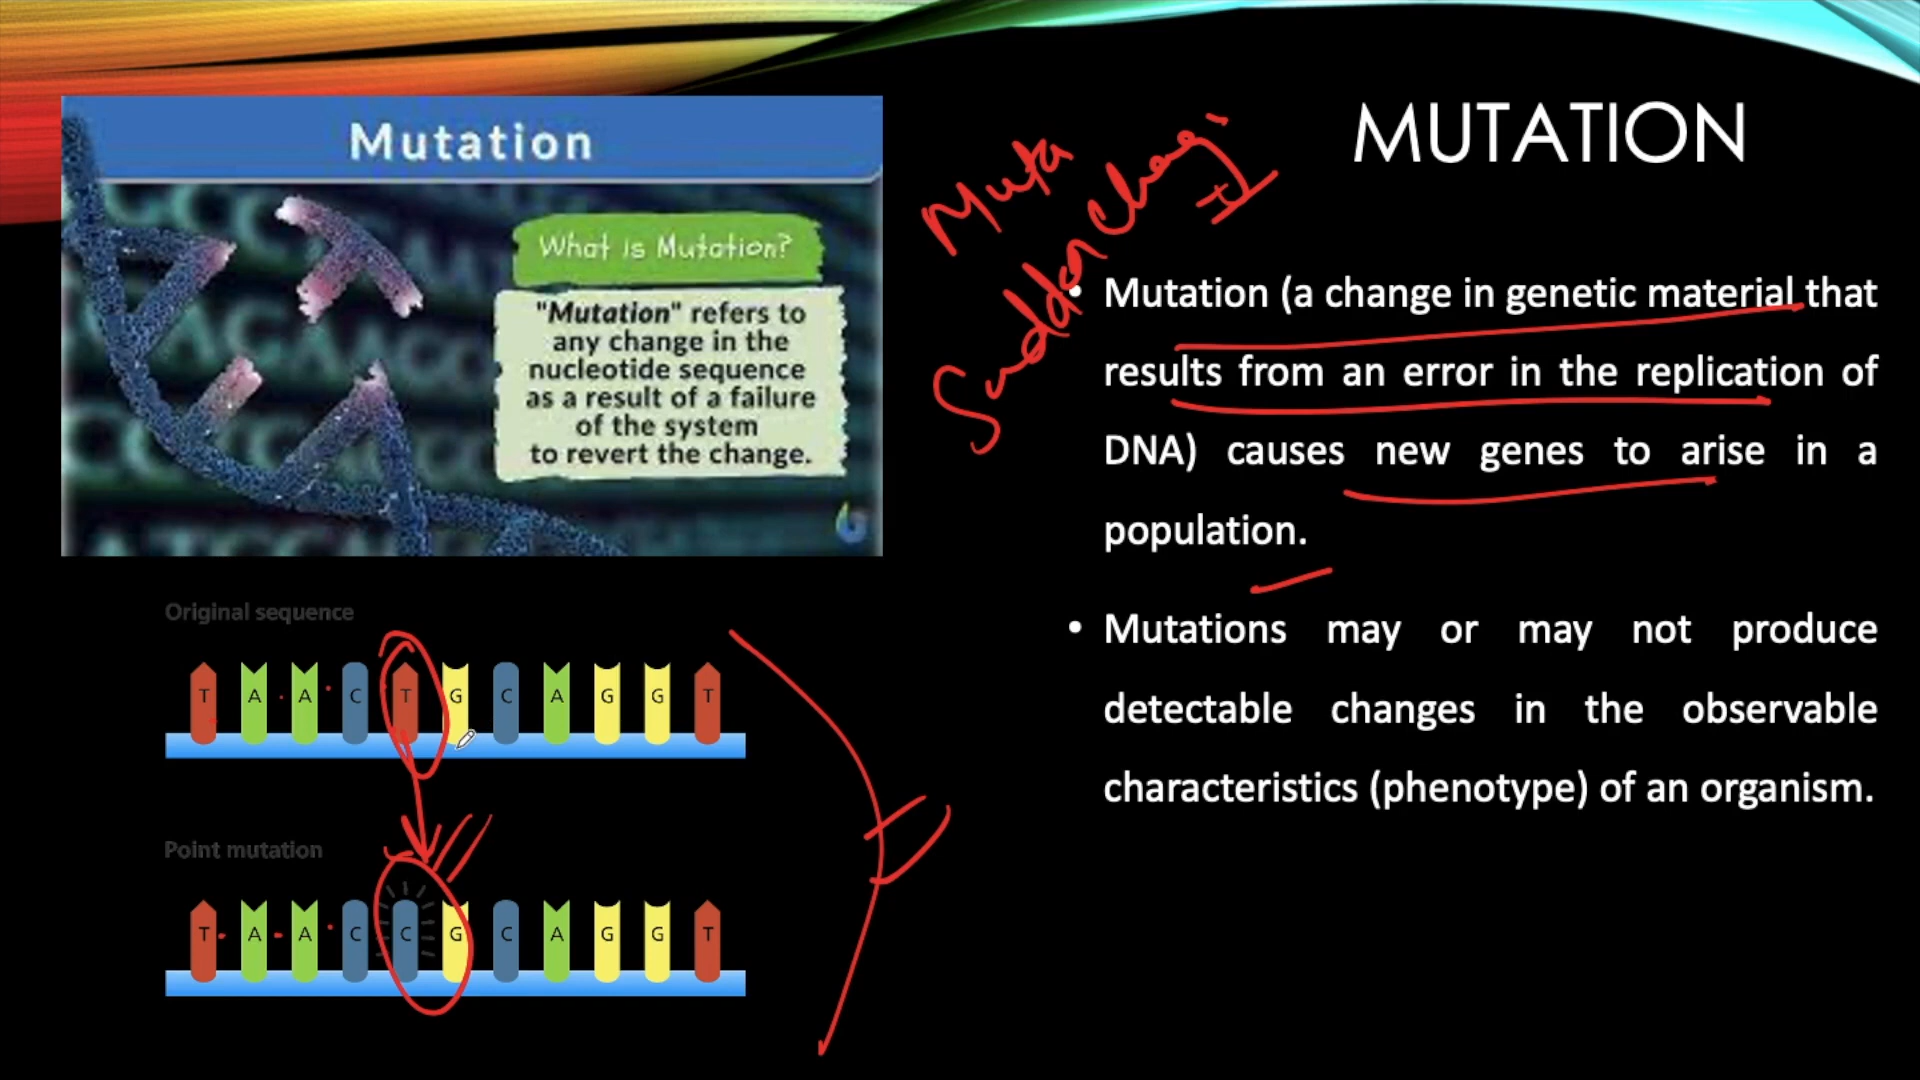 Mutation
What is Mutation?
"Mutation" refers to
any change in the
nucleotide sequence
as a result of a failure
of the system
to revert the change.
Original sequence
T A A C T G C A G G T
Point mutation
T A A C C G C A G G T
Muta
MUTATION
• Mutation (a change in genetic material that
results from an error in the replication of
DNA) causes new genes to arise in a
population.
• Mutations may or may not produce
detectable changes in the observable
characteristics (phenotype) of an organism.